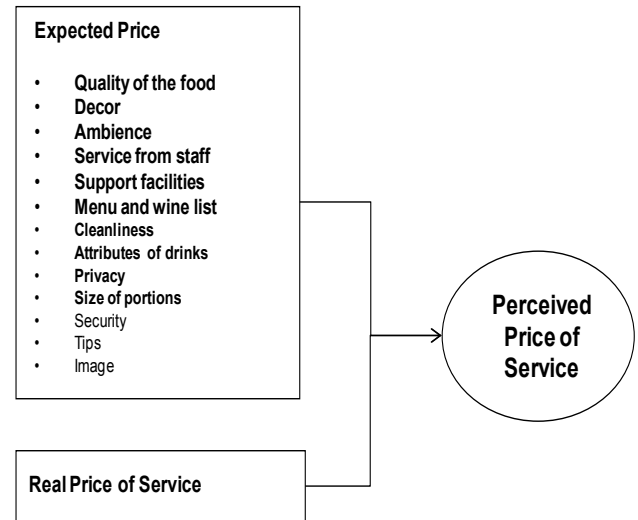 Expected Price
• Quality of the food
• Decor
• Ambience
• Service from staff
• Support facilities
• Menu and wine list
• Cleanliness
• Attributes of drinks
• Privacy
• Size of portions
• Security
• Tips
• Image
Perceived
Price of
Service
Real Price of Service